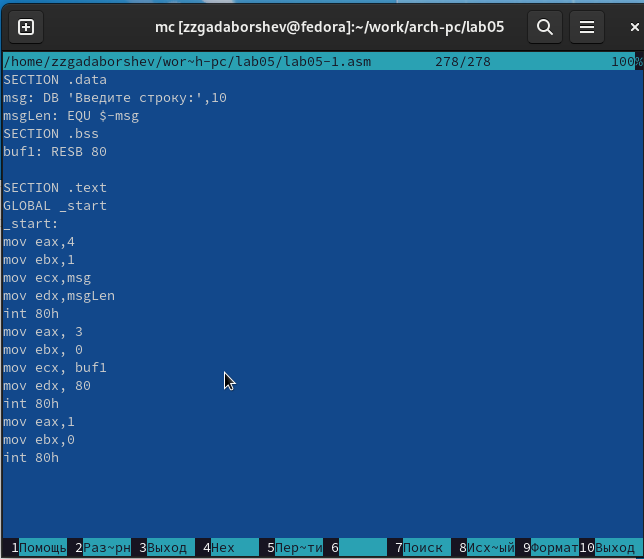 mc [zzgadaborshev@fedora]:~/work/arch-pc/lab05
/home/zzgadaborshev/wor~h-pc/lab05/lab05-1.asm 278/278 100%
SECTION .data
msg: DB 'Введите строку:',10
msgLen: EQU $-msg
SECTION .bss
buf1: RESB 80
SECTION .text
GLOBAL _start
_start:
mov eax,4
mov ebx,1
mov ecx,msg
mov edx,msgLen
int 80h
mov eax, 3
mov ebx, 0
mov ecx, buf1
mov edx, 80
int 80h
mov eax,1
mov ebx,0
int 80h
1Помощь 2Раз~рн 3Выход 4Hex 5Пер~ти 6 7Поиск 8Исх~ый 9Формат 10Выход